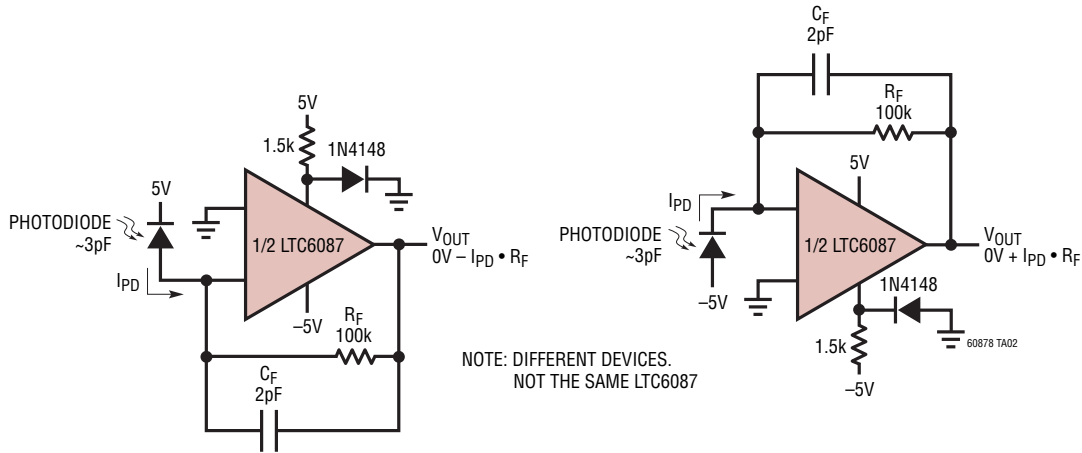 5V
1.5k
1N4148
5V
PHOTODIODE
~3pF
1/2 LTC6087
VOUT
0V – IPD • RF
IPD
–5V
RF
100k
CF
2pF
NOTE: DIFFERENT DEVICES.
NOT THE SAME LTC6087
CF
2pF
RF
100k
5V
IPD
PHOTODIODE
~3pF
1/2 LTC6087
VOUT
0V + IPD • RF
–5V
1N4148
1.5k
–5V
60878 TA02